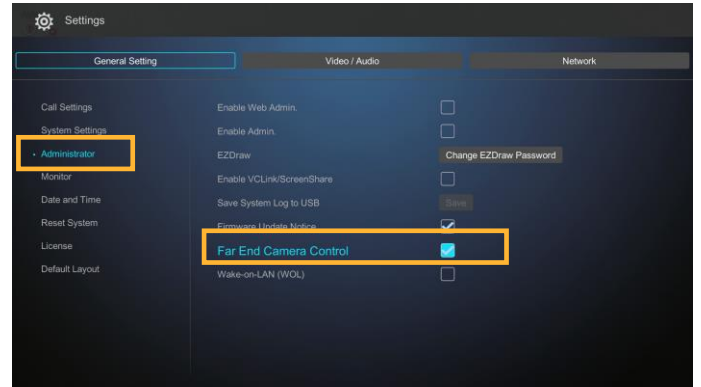 Settings
General Setting
Video / Audio
Network
Call Settings
System Settings
Administrator
Monitor
Date and Time
Reset System
License
Default Layout
Enable Web Admin.
Enable Admin.
EZDraw
Change EZDraw Password
Enable VCLink/ScreenShare
Save System Log to USB
Save
Firmware Update Notice
Far End Camera Control
Wake-on-LAN (WOL)